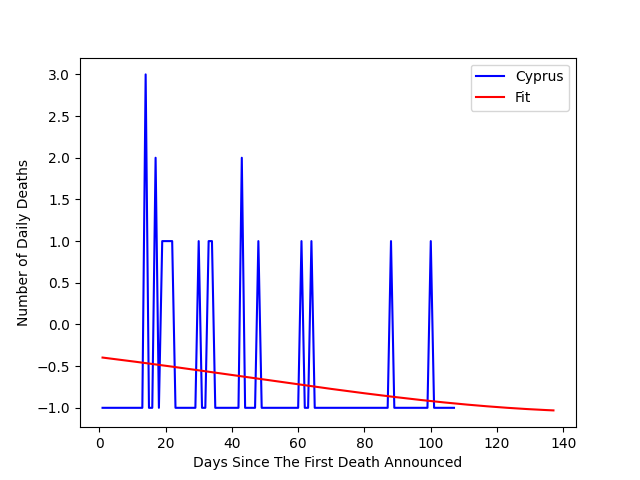 Cyprus
Fit
3.0
2.5
2.0
1.5
1.0
0.5
0.0
−0.5
−1.0
Number of Daily Deaths
0 20 40 60 80 100 120 140
Days Since The First Death Announced